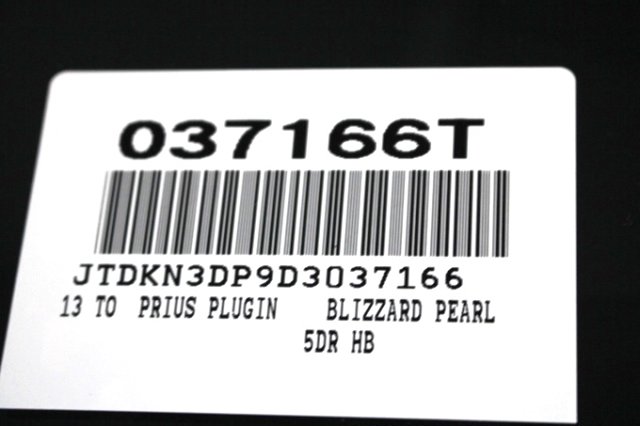 037166T
JTDKN3DP9D3037166
13 TO PRIUS PLUGIN BLIZZARD PEARL
5DR HB